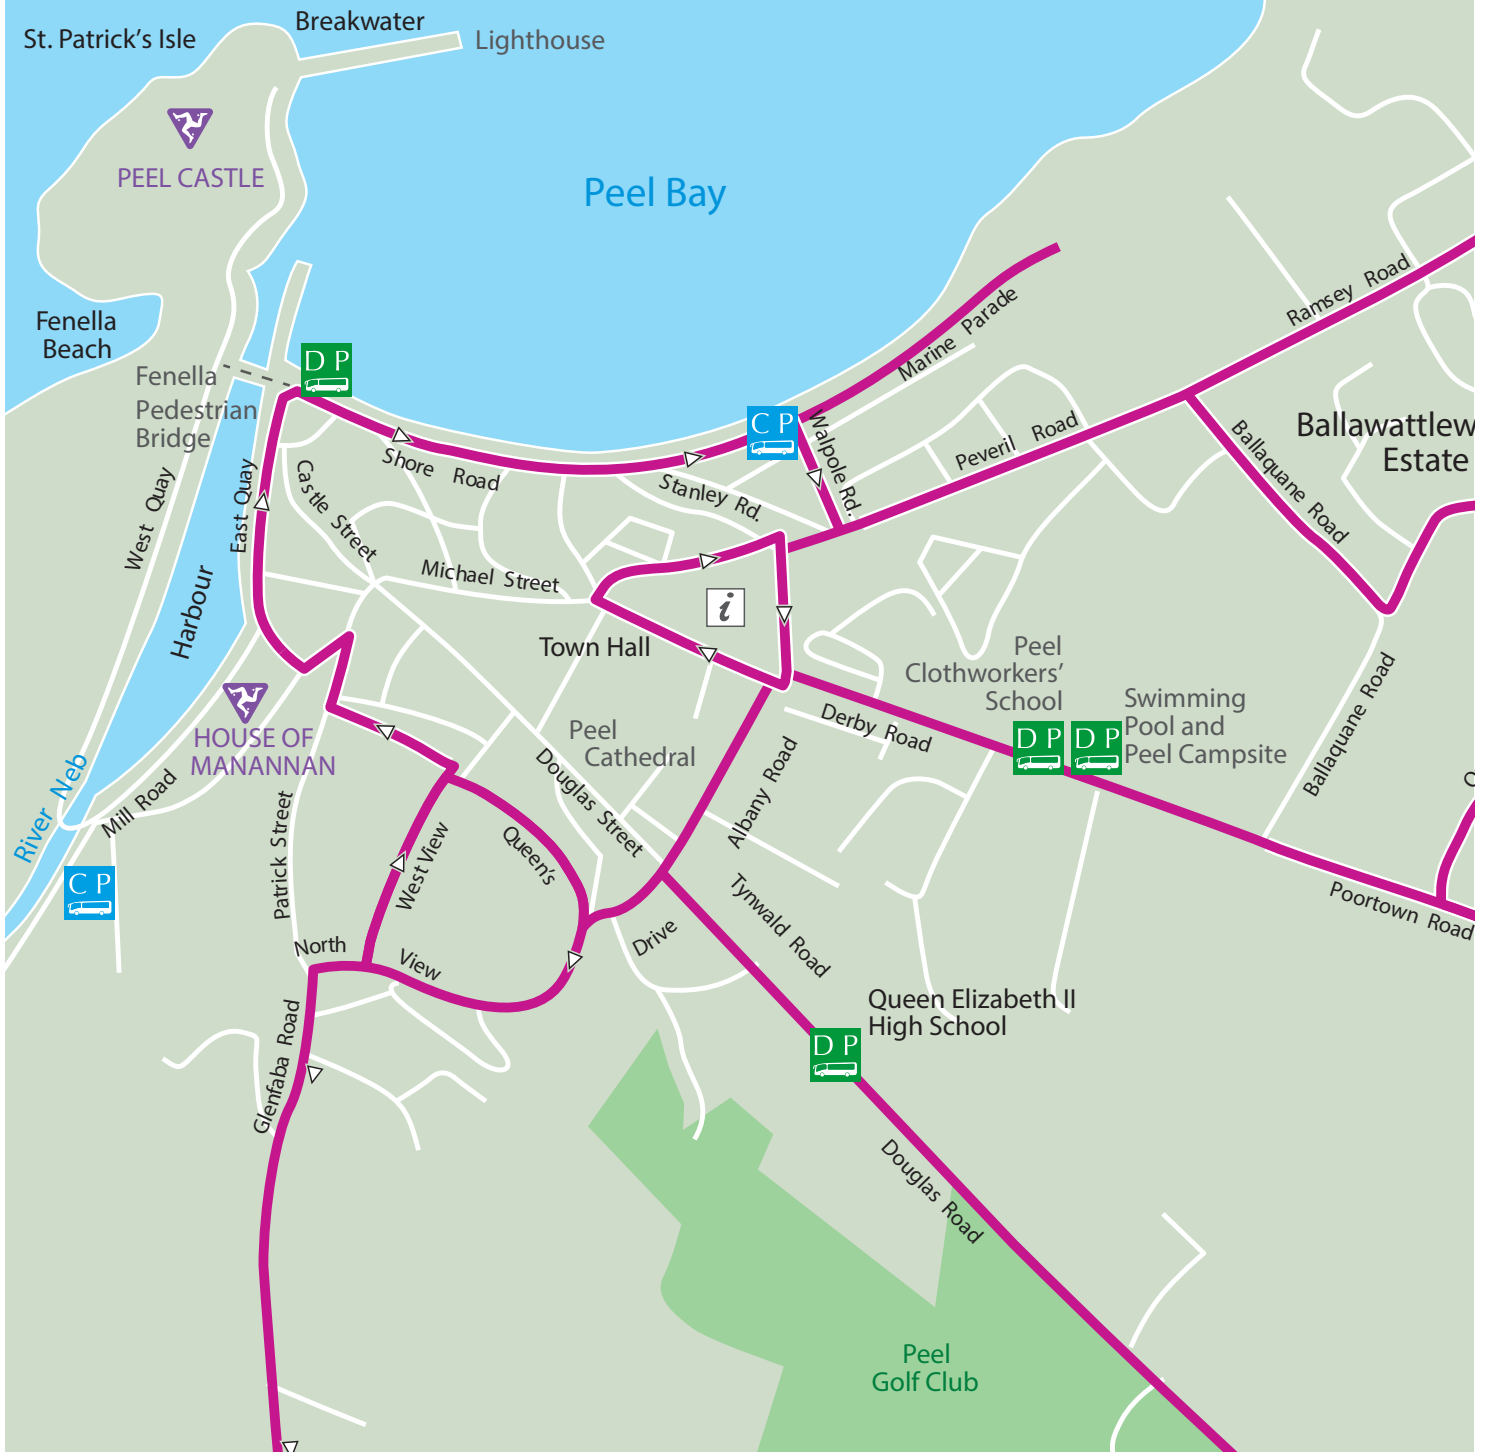 Breakwater
St. Patrick's Isle
Lighthouse
PEEL CASTLE
Peel Bay
Fenella
Beach
Fenella
Pedestrian
Bridge
D P
C P
Marine Parade
Ramsey Road
Walpole Rd.
Peveril Road
Ballawattlew
Estate
Ballaquane Road
Shore Road
Stanley Rd.
Castle Street
West Quay
East Quay
Harbour
Michael Street
i
Town Hall
Peel
Clothworkers'
School
Swimming
Pool and
Peel Campsite
D P
D P
Derby Road
Ballaquane Road
HOUSE OF
MANANNAN
Peel
Cathedral
Douglas Street
Albany Road
River Neb
Mill Road
C P
Patrick Street
West View
Queen's
Drive
Tynwald Road
Poortown Road
North
View
Glenfaba Road
Queen Elizabeth II
High School
D P
Douglas Road
Peel
Golf Club